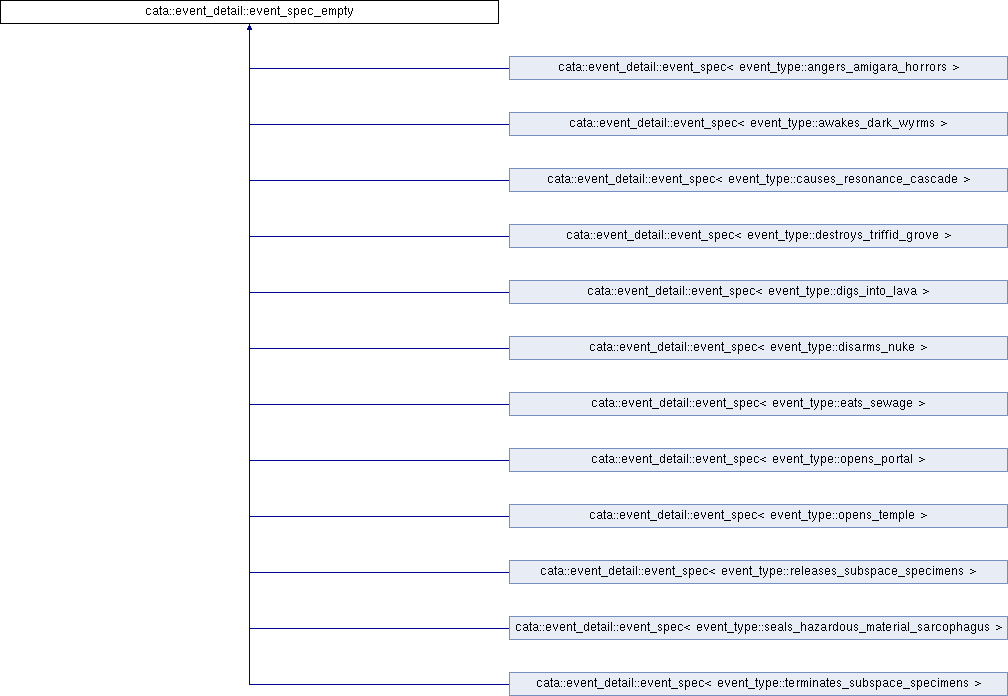 cata::event_detail::event_spec_empty
cata::event_detail::event_spec< event_type::angers_amigara_horrors >
cata::event_detail::event_spec< event_type::awakes_dark_wyrms >
cata::event_detail::event_spec< event_type::causes_resonance_cascade >
cata::event_detail::event_spec< event_type::destroys_triffid_grove >
cata::event_detail::event_spec< event_type::digs_into_lava >
cata::event_detail::event_spec< event_type::disarms_nuke >
cata::event_detail::event_spec< event_type::eats_sewage >
cata::event_detail::event_spec< event_type::opens_portal >
cata::event_detail::event_spec< event_type::opens_temple >
cata::event_detail::event_spec< event_type::releases_subspace_specimens >
cata::event_detail::event_spec< event_type::seals_hazardous_material_sarcophagus >
cata::event_detail::event_spec< event_type::terminates_subspace_specimens >